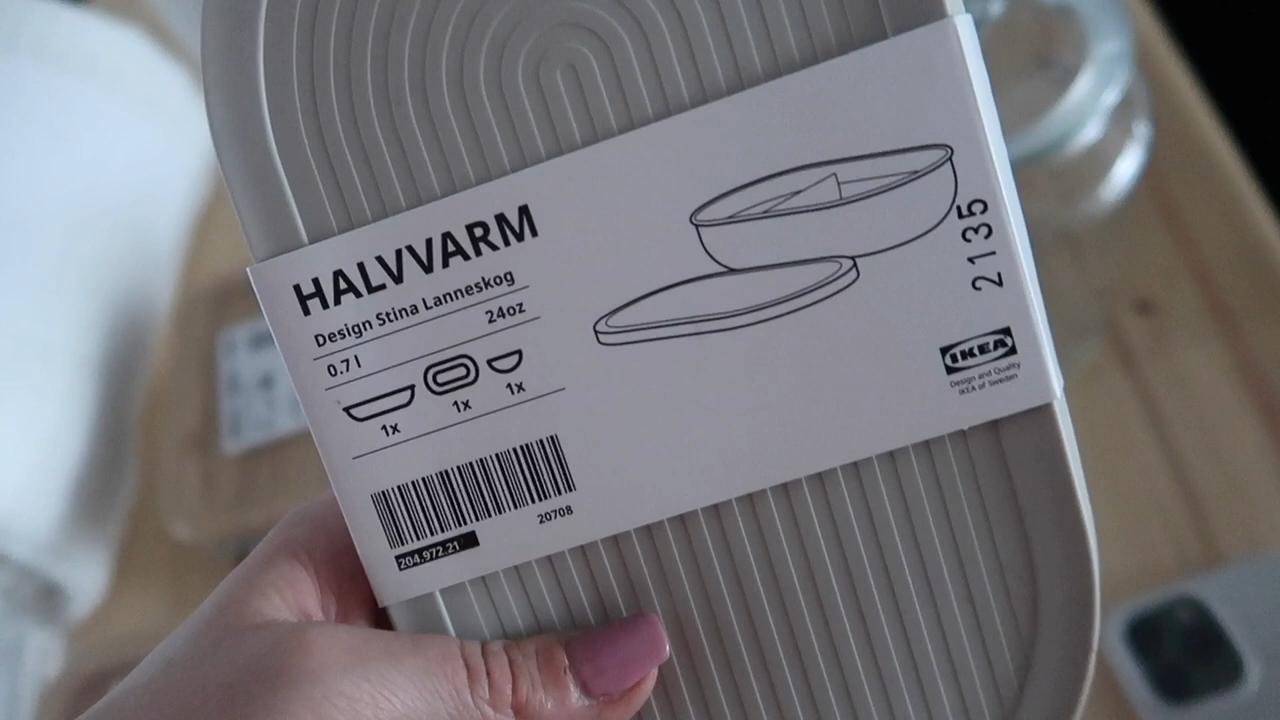 HALVVARM
Design Stina Lanneskog
0.7 l 24oz
1x 1x 1x
20708
204.972.21
2135
IKEA
Design and Quality
IKEA of Sweden